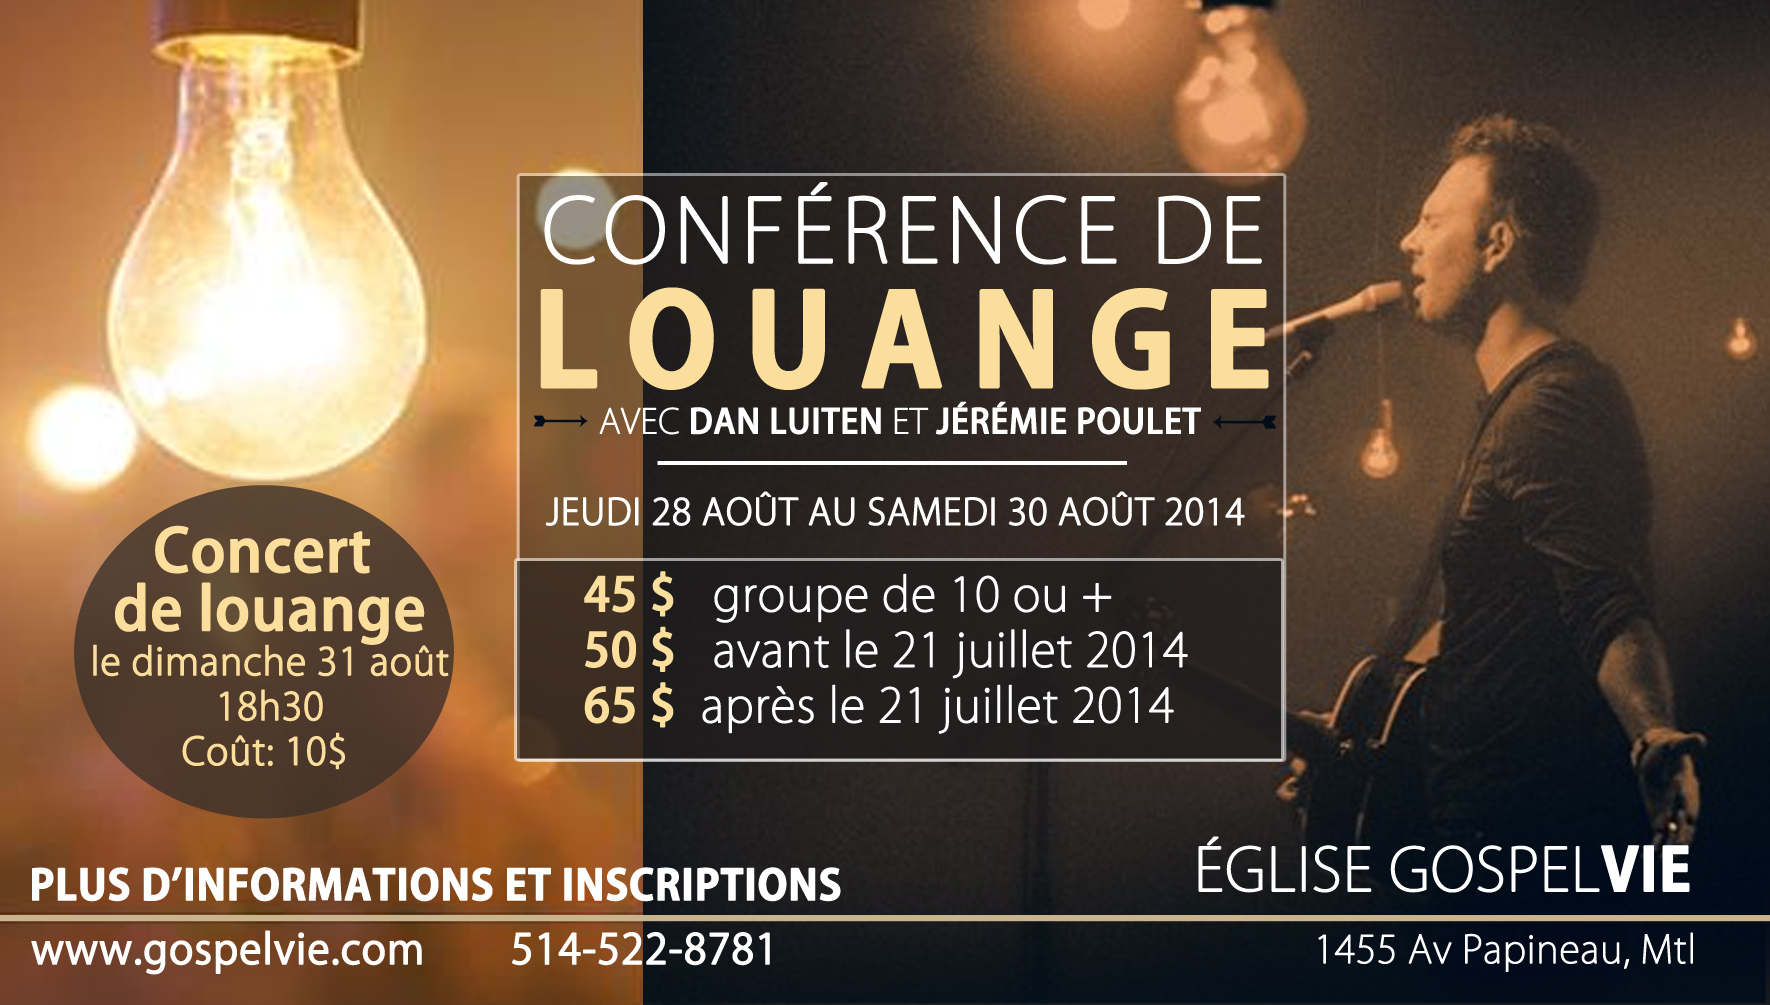 CONFÉRENCE DE
LOUANGE
AVEC DAN LUITEN ET JÉRÉMIE POULET
JEUDI 28 AOÛT AU SAMEDI 30 AOÛT 2014
45 $ groupe de 10 ou +
50 $ avant le 21 juillet 2014
65 $ après le 21 juillet 2014
Concert
de louange
le dimanche 31 août
18h30
Coût: 10$
PLUS D'INFORMATIONS ET INSCRIPTIONS
www.gospelvie.com 514-522-8781
ÉGLISE GOSPELVIE
1455 Av Papineau, Mtl